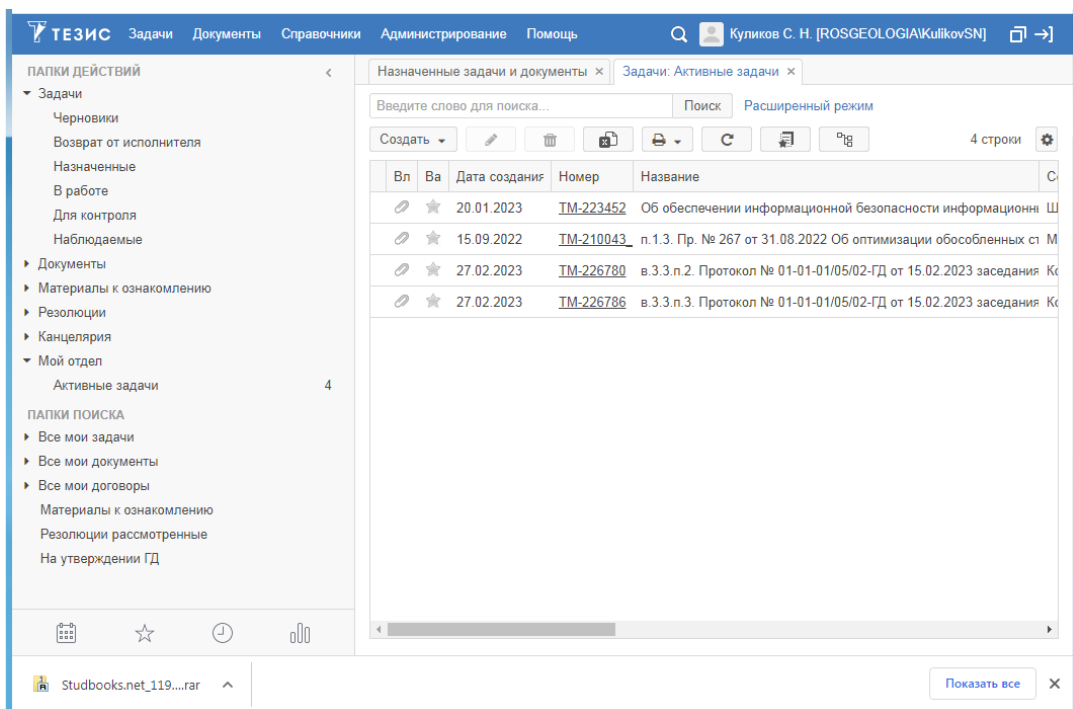 ТЕЗИС Задачи Документы Справочники Администрирование Помощь Куликов С. Н. [ROSGEOLOGIA\KulikovSN]
ПАПКИ ДЕЙСТВИЙ
Задачи
Черновики
Возврат от исполнителя
Назначенные
В работе
Для контроля
Наблюдаемые
Документы
Материалы к ознакомлению
Резолюции
Канцелярия
Мой отдел
Активные задачи 4
ПАПКИ ПОИСКА
Все мои задачи
Все мои документы
Все мои договоры
Материалы к ознакомлению
Резолюции рассмотренные
На утверждении ГД
Назначенные задачи и документы × Задачи: Активные задачи ×
Введите слово для поиска... Поиск Расширенный режим
Создать 4 строки
Вл Ва Дата создания Номер Название
20.01.2023 ТМ-223452 Об обеспечении информационной безопасности информационн Ш
15.09.2022 ТМ-210043_ п.1.3. Пр. № 267 от 31.08.2022 Об оптимизации обособленных ст М
27.02.2023 ТМ-226780 в.3.3.п.2. Протокол № 01-01-01/05/02-ГД от 15.02.2023 заседания Ко
27.02.2023 ТМ-226786 в.3.3.п.3. Протокол № 01-01-01/05/02-ГД от 15.02.2023 заседания Ко
Studbooks.net_119....rar Показать все